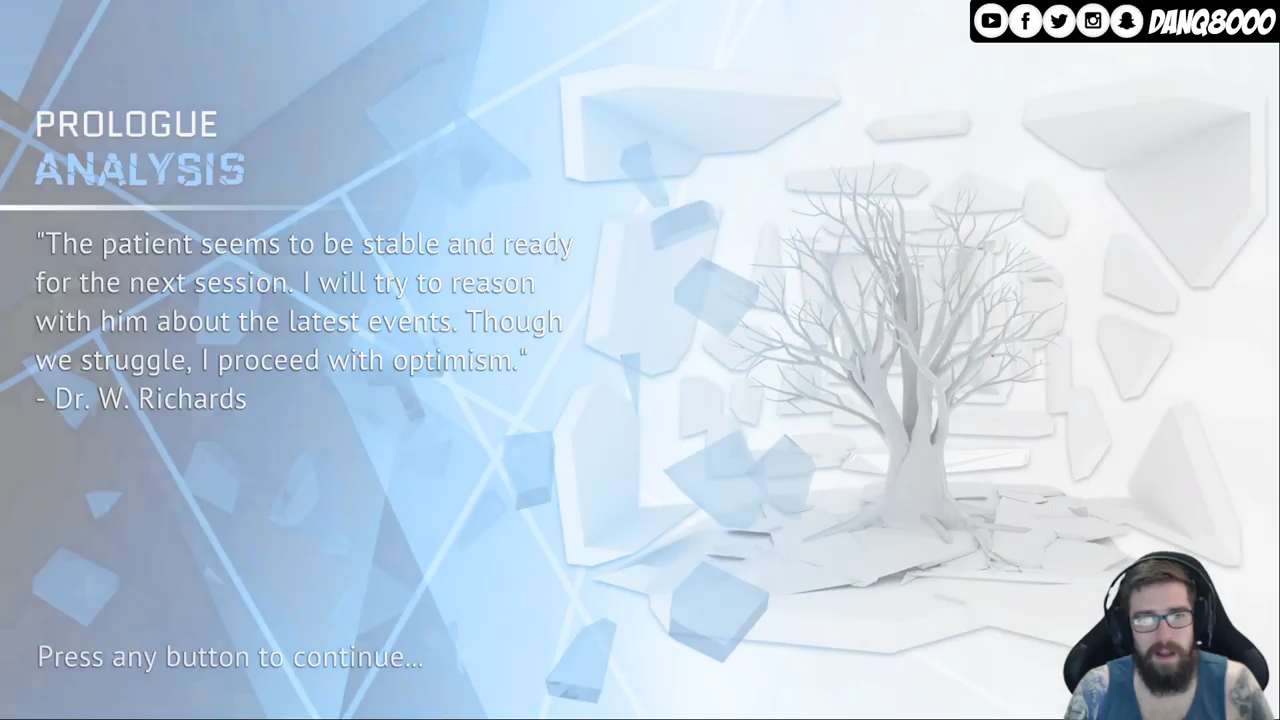 DANQ8000
PROLOGUE
ANALYSIS
"The patient seems to be stable and ready
for the next session. I will try to reason
with him about the latest events. Though
we struggle, I proceed with optimism."
- Dr. W. Richards
Press any button to continue...